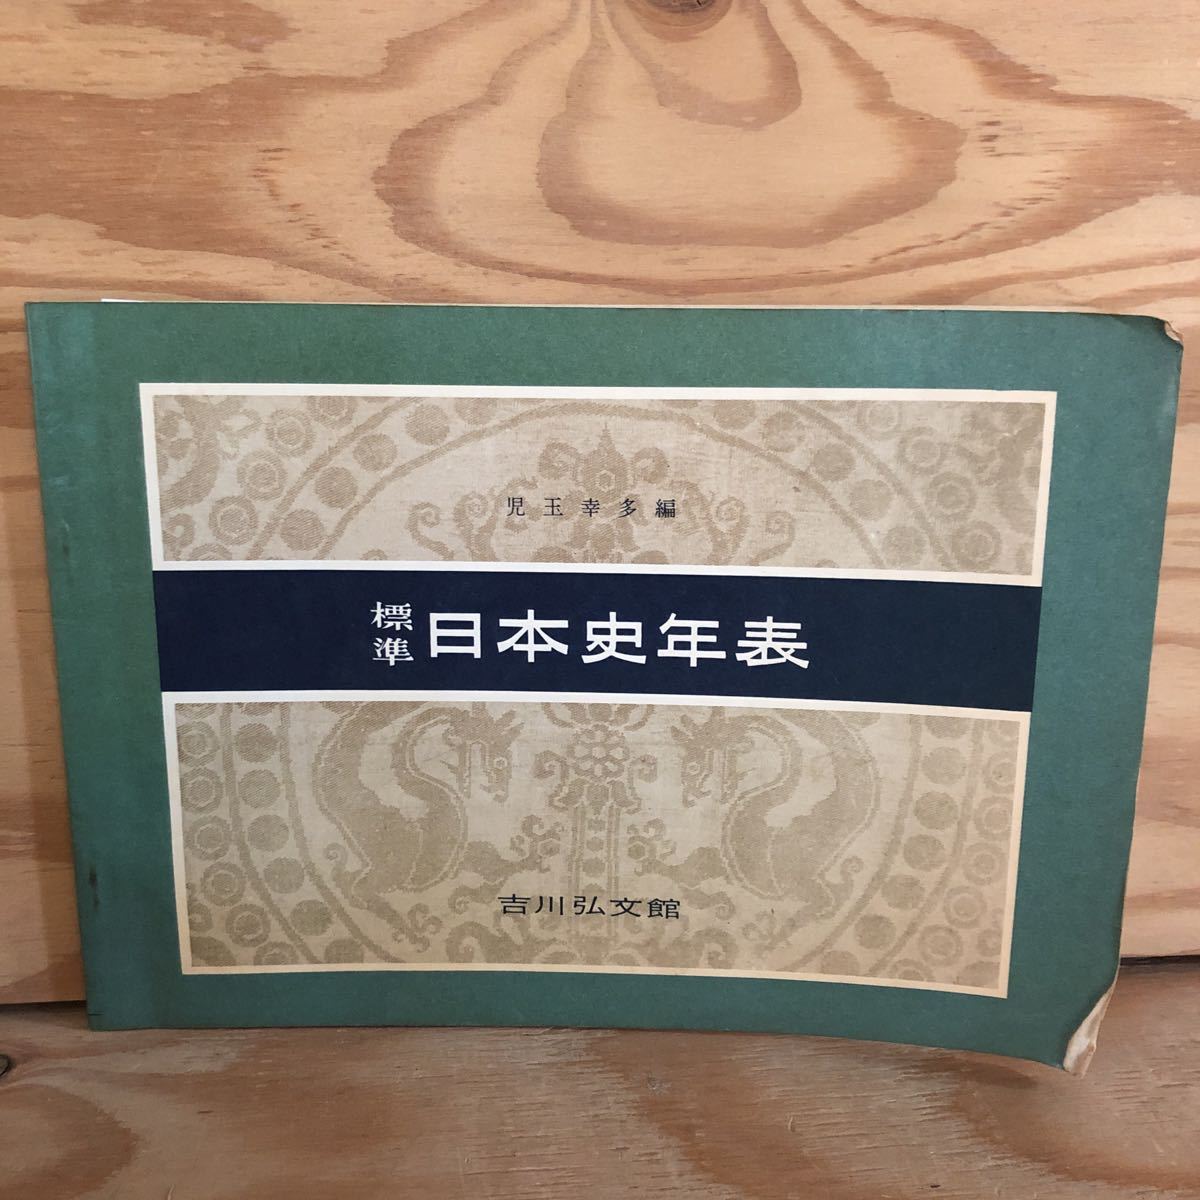 児玉幸多編
標準 日本史年表
吉川弘文館